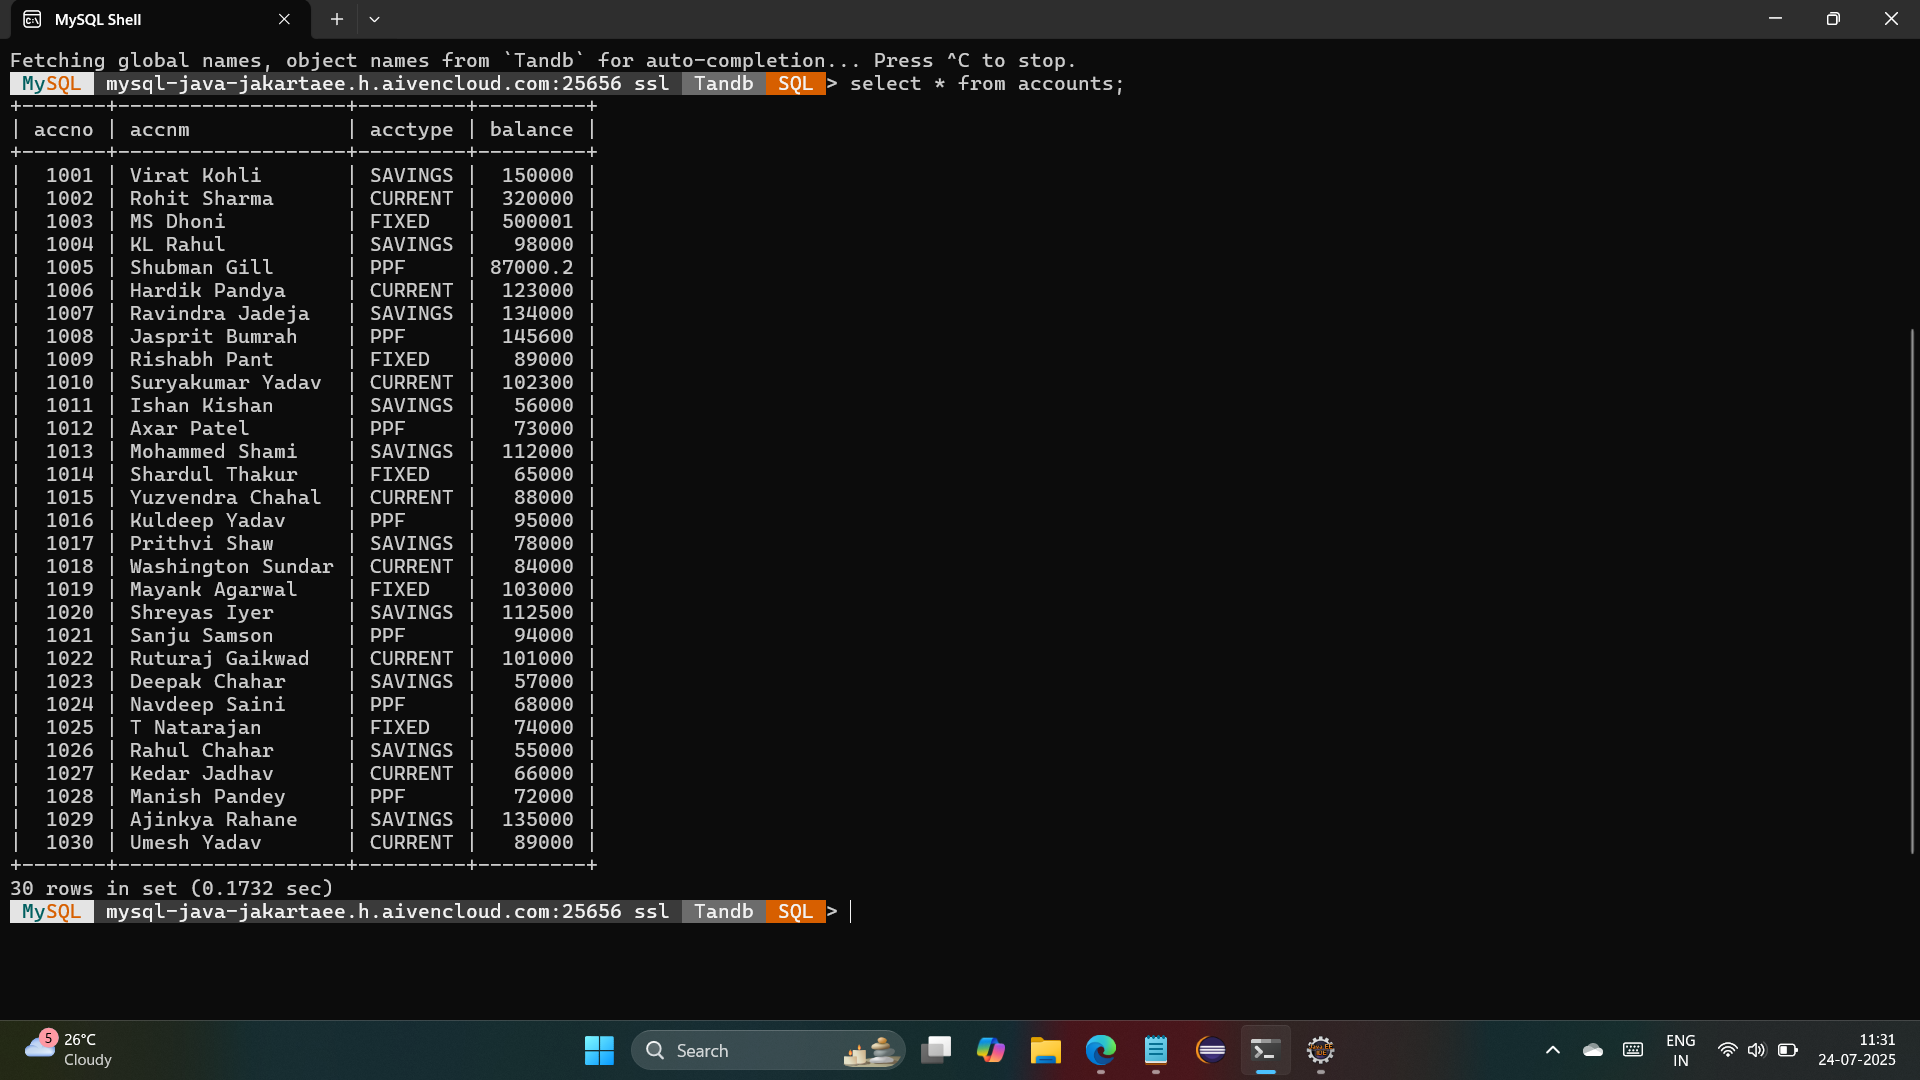 MySQL Shell
Fetching global names, object names from `Tandb` for auto-completion... Press ^C to stop.
MySQL mysql-java-jakartaee.h.aivencloud.com:25656 ssl Tandb SQL > select * from accounts;
+-------+-------------------+---------+---------+
| accno | accnm             | acctype | balance |
+-------+-------------------+---------+---------+
|  1001 | Virat Kohli       | SAVINGS |  150000 |
|  1002 | Rohit Sharma      | CURRENT |  320000 |
|  1003 | MS Dhoni          | FIXED   |  500001 |
|  1004 | KL Rahul          | SAVINGS |   98000 |
|  1005 | Shubman Gill      | PPF     | 87000.2 |
|  1006 | Hardik Pandya     | CURRENT |  123000 |
|  1007 | Ravindra Jadeja   | SAVINGS |  134000 |
|  1008 | Jasprit Bumrah    | PPF     |  145600 |
|  1009 | Rishabh Pant      | FIXED   |   89000 |
|  1010 | Suryakumar Yadav  | CURRENT |  102300 |
|  1011 | Ishan Kishan      | SAVINGS |   56000 |
|  1012 | Axar Patel        | PPF     |   73000 |
|  1013 | Mohammed Shami    | SAVINGS |  112000 |
|  1014 | Shardul Thakur    | FIXED   |   65000 |
|  1015 | Yuzvendra Chahal  | CURRENT |   88000 |
|  1016 | Kuldeep Yadav     | PPF     |   95000 |
|  1017 | Prithvi Shaw      | SAVINGS |   78000 |
|  1018 | Washington Sundar | CURRENT |   84000 |
|  1019 | Mayank Agarwal    | FIXED   |  103000 |
|  1020 | Shreyas Iyer      | SAVINGS |  112500 |
|  1021 | Sanju Samson      | PPF     |   94000 |
|  1022 | Ruturaj Gaikwad   | CURRENT |  101000 |
|  1023 | Deepak Chahar     | SAVINGS |   57000 |
|  1024 | Navdeep Saini     | PPF     |   68000 |
|  1025 | T Natarajan       | FIXED   |   74000 |
|  1026 | Rahul Chahar      | SAVINGS |   55000 |
|  1027 | Kedar Jadhav      | CURRENT |   66000 |
|  1028 | Manish Pandey     | PPF     |   72000 |
|  1029 | Ajinkya Rahane    | SAVINGS |  135000 |
|  1030 | Umesh Yadav       | CURRENT |   89000 |
+-------+-------------------+---------+---------+
30 rows in set (0.1732 sec)
MySQL mysql-java-jakartaee.h.aivencloud.com:25656 ssl Tandb SQL >
5
26°C
Cloudy
Search
ENG
IN
11:31
24-07-2025